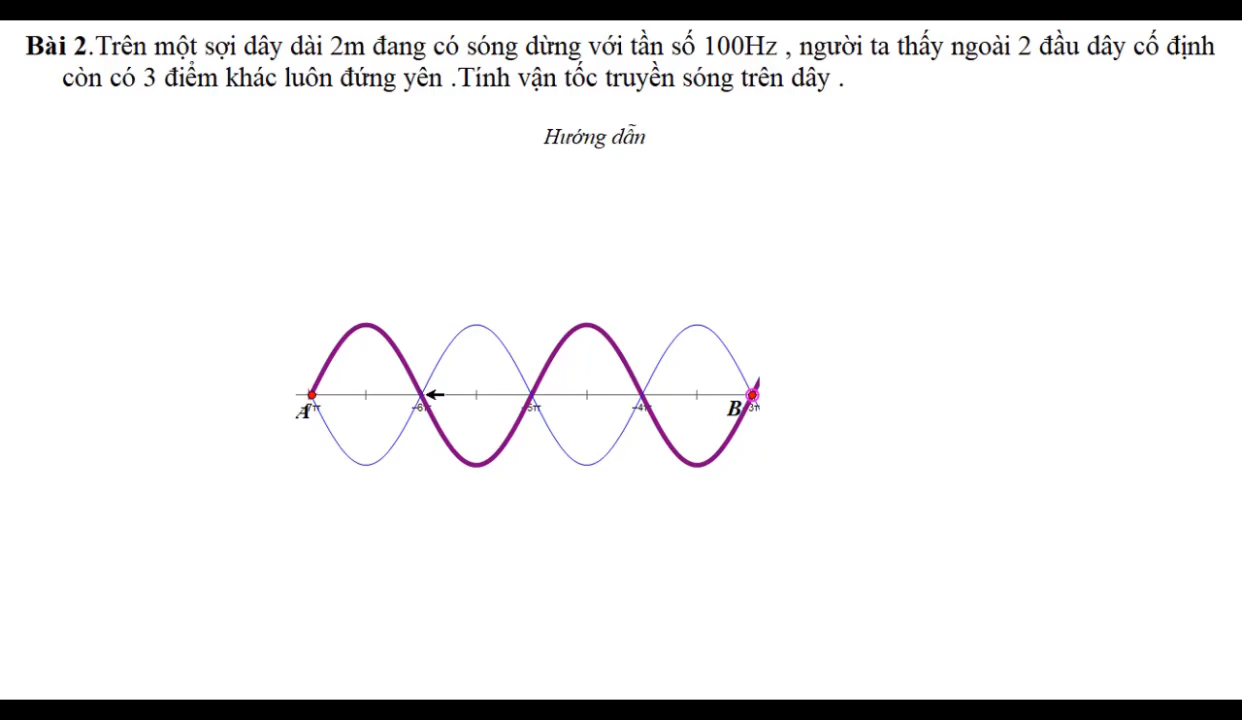 Bài 2.Trên một sợi dây dài 2m đang có sóng dừng với tần số 100Hz , người ta thấy ngoài 2 đầu dây cố định
còn có 3 điểm khác luôn đứng yên .Tính vận tốc truyền sóng trên dây .
Hướng dẫn
A B